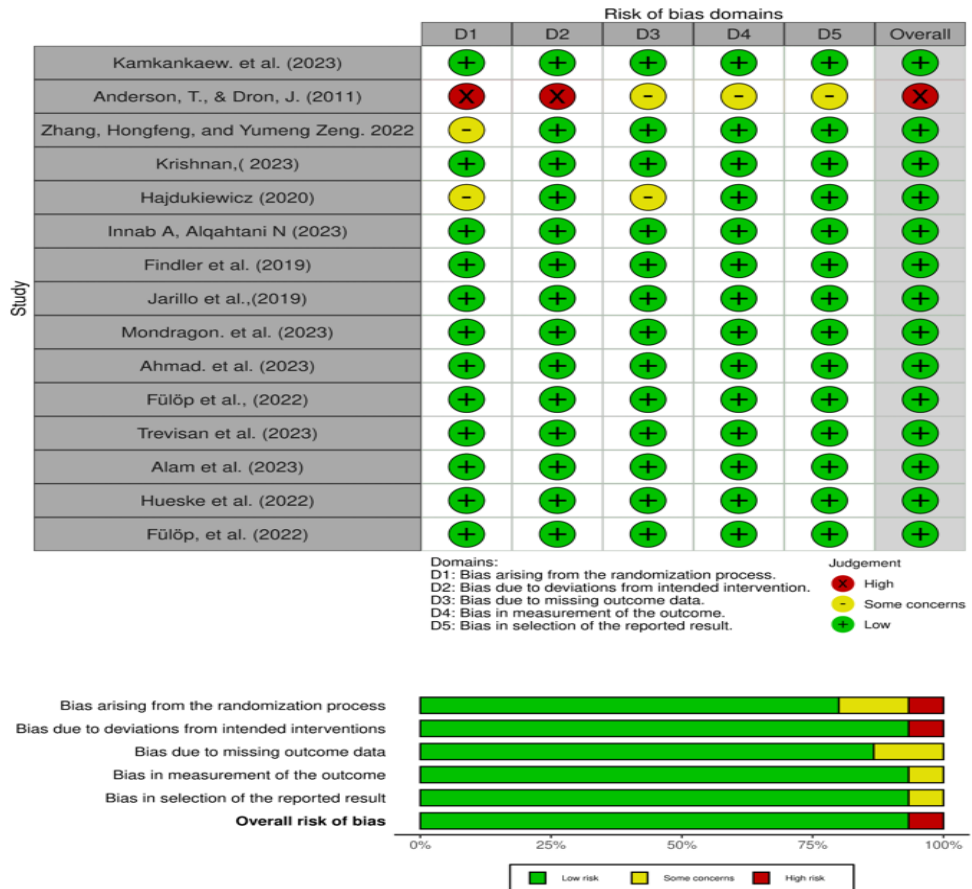 Risk of bias domains
D1 D2 D3 D4 D5 Overall
Study
Kamkankaew. et al. (2023) + + + + + +
Anderson, T., & Dron, J. (2011) X X - - - X
Zhang, Hongfeng, and Yumeng Zeng. 2022 - + + + + +
Krishnan,( 2023) + + + + + +
Hajdukiewicz (2020) - + - + + +
Innab A, Alqahtani N (2023) + + + + + +
Findler et al. (2019) + + + + + +
Jarillo et al.,(2019) + + + + + +
Mondragon. et al. (2023) + + + + + +
Ahmad. et al. (2023) + + + + + +
Fülöp et al., (2022) + + + + + +
Trevisan et al. (2023) + + + + + +
Alam et al. (2023) + + + + + +
Hueske et al. (2022) + + + + + +
Fülöp, et al. (2022) + + + + + +
Domains:
D1: Bias arising from the randomization process.
D2: Bias due to deviations from intended intervention.
D3: Bias due to missing outcome data.
D4: Bias in measurement of the outcome.
D5: Bias in selection of the reported result.
Judgement
X High
- Some concerns
+ Low
Bias arising from the randomization process
Bias due to deviations from intended interventions
Bias due to missing outcome data
Bias in measurement of the outcome
Bias in selection of the reported result
Overall risk of bias
0% 25% 50% 75% 100%
Low risk Some concerns High risk